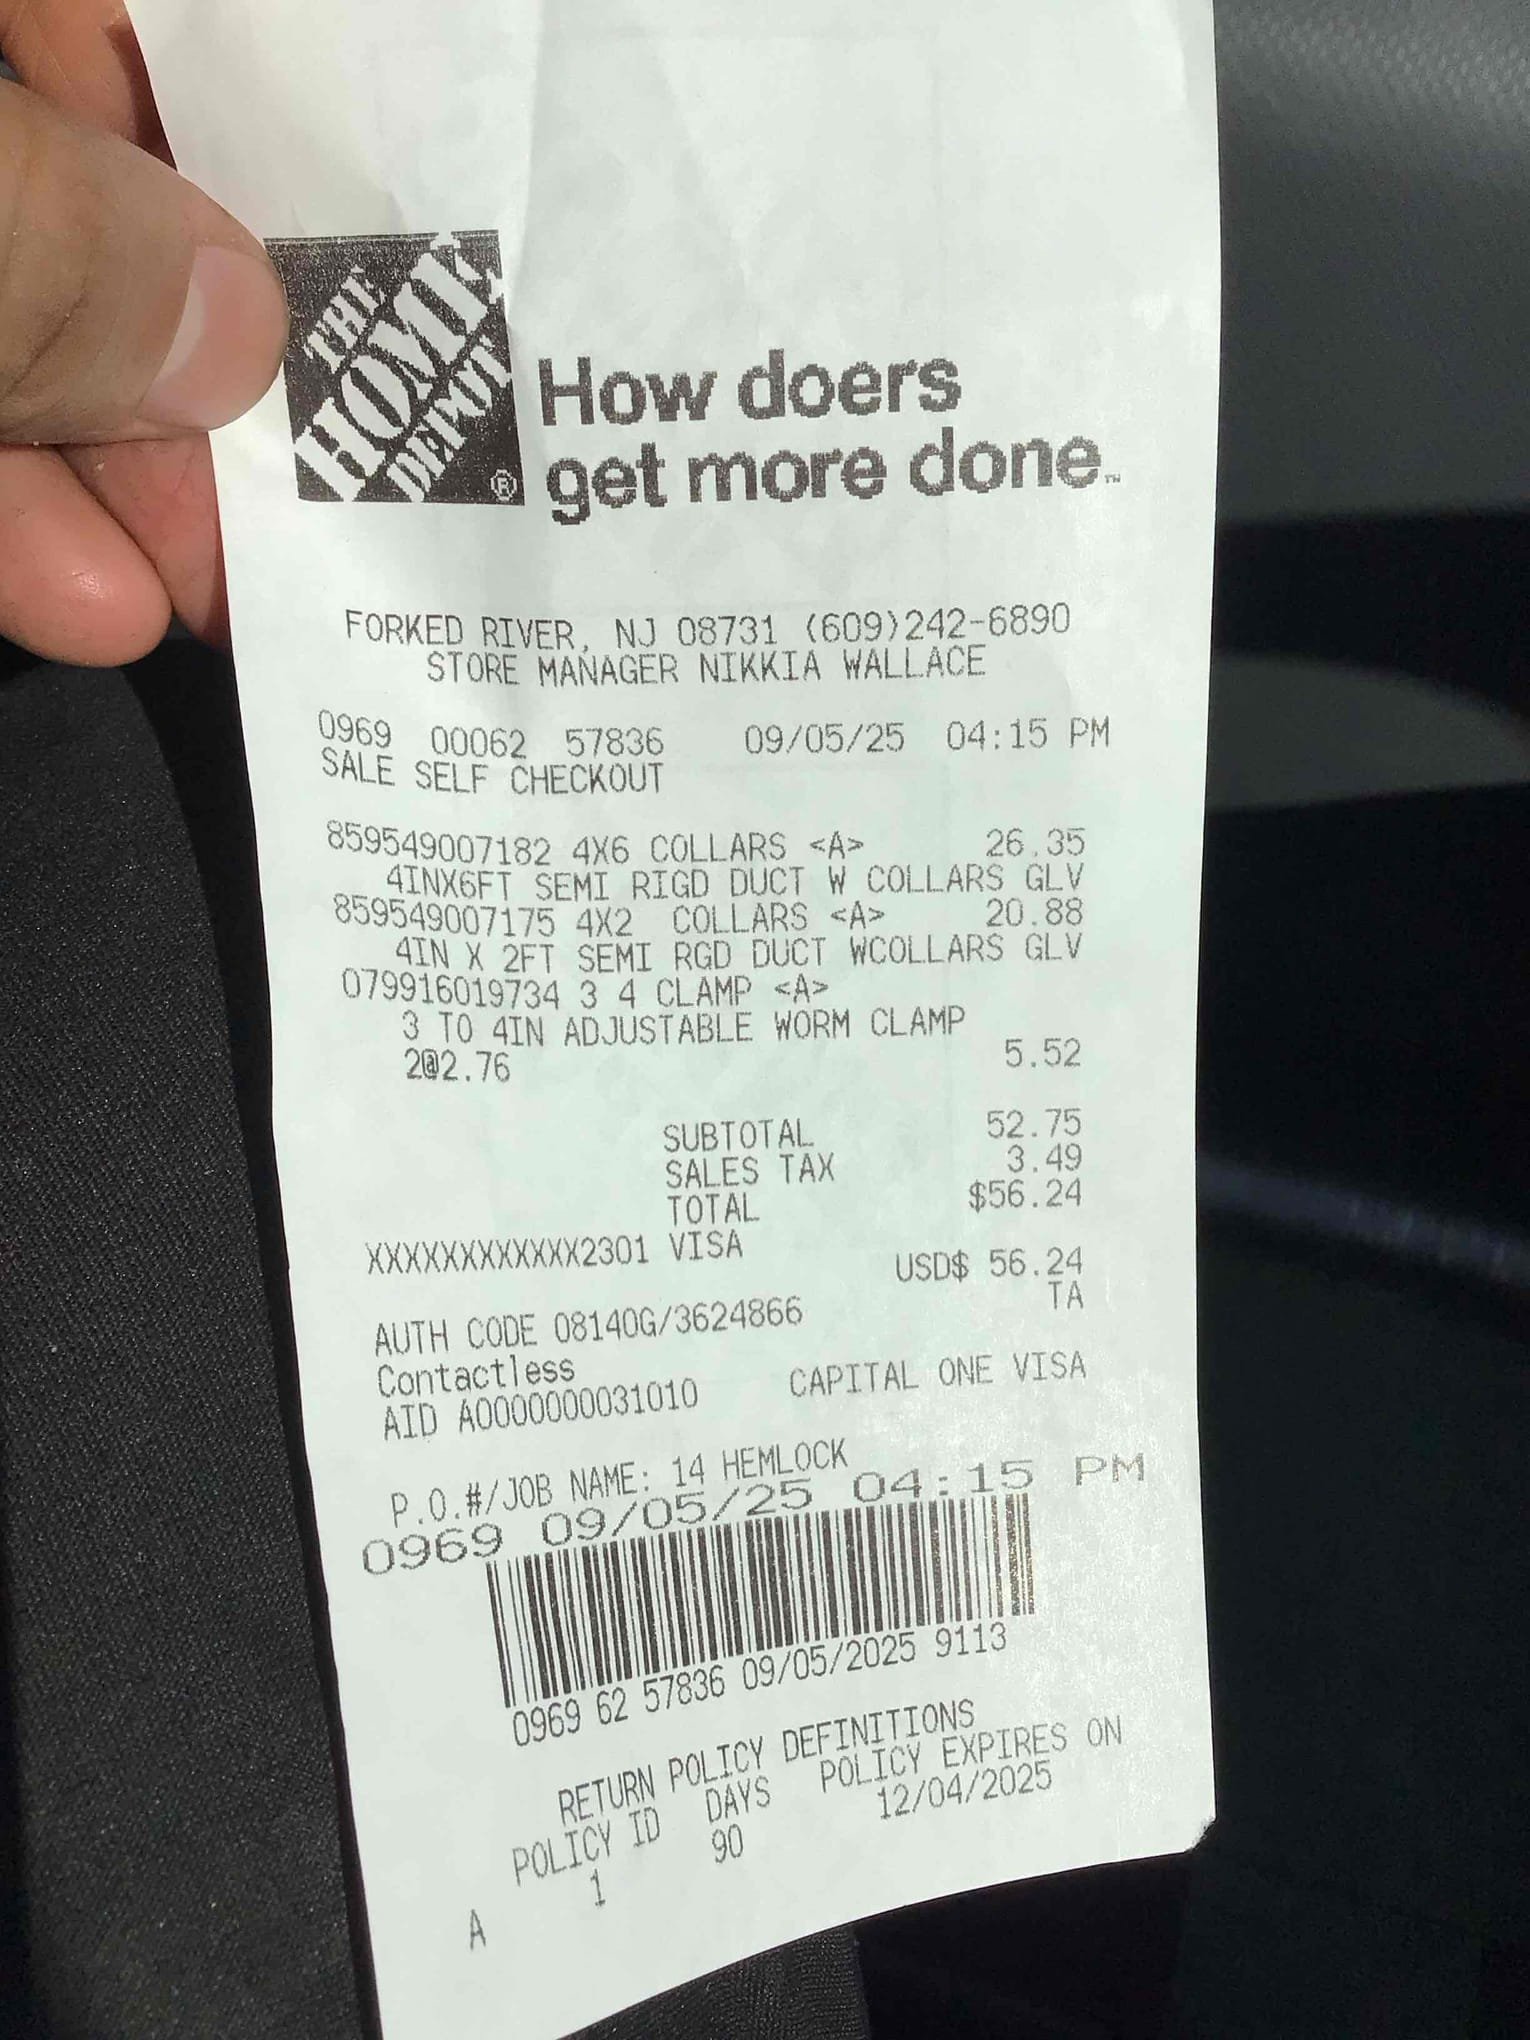 THE
HOME
DEPOT
®
How doers
get more done.™
FORKED RIVER, NJ 08731 (609)242-6890
STORE MANAGER NIKKIA WALLACE
0969 00062 57836 09/05/25 04:15 PM
SALE SELF CHECKOUT
859549007182 4X6 COLLARS <A> 26.35
4INX6FT SEMI RIGD DUCT W COLLARS GLV
859549007175 4X2 COLLARS <A> 20.88
4IN X 2FT SEMI RGD DUCT WCOLLARS GLV
079916019734 3 4 CLAMP <A>
3 TO 4IN ADJUSTABLE WORM CLAMP
2@2.76 5.52
SUBTOTAL 52.75
SALES TAX 3.49
TOTAL $56.24
XXXXXXXXXXXX2301 VISA
USD$ 56.24
AUTH CODE 08140G/3624866 TA
Contactless
AID A0000000031010 CAPITAL ONE VISA
P.O.#/JOB NAME: 14 HEMLOCK
0969 09/05/25 04:15 PM
0969 62 57836 09/05/2025 9113
RETURN POLICY DEFINITIONS
POLICY ID DAYS POLICY EXPIRES ON
A 1 90 12/04/2025